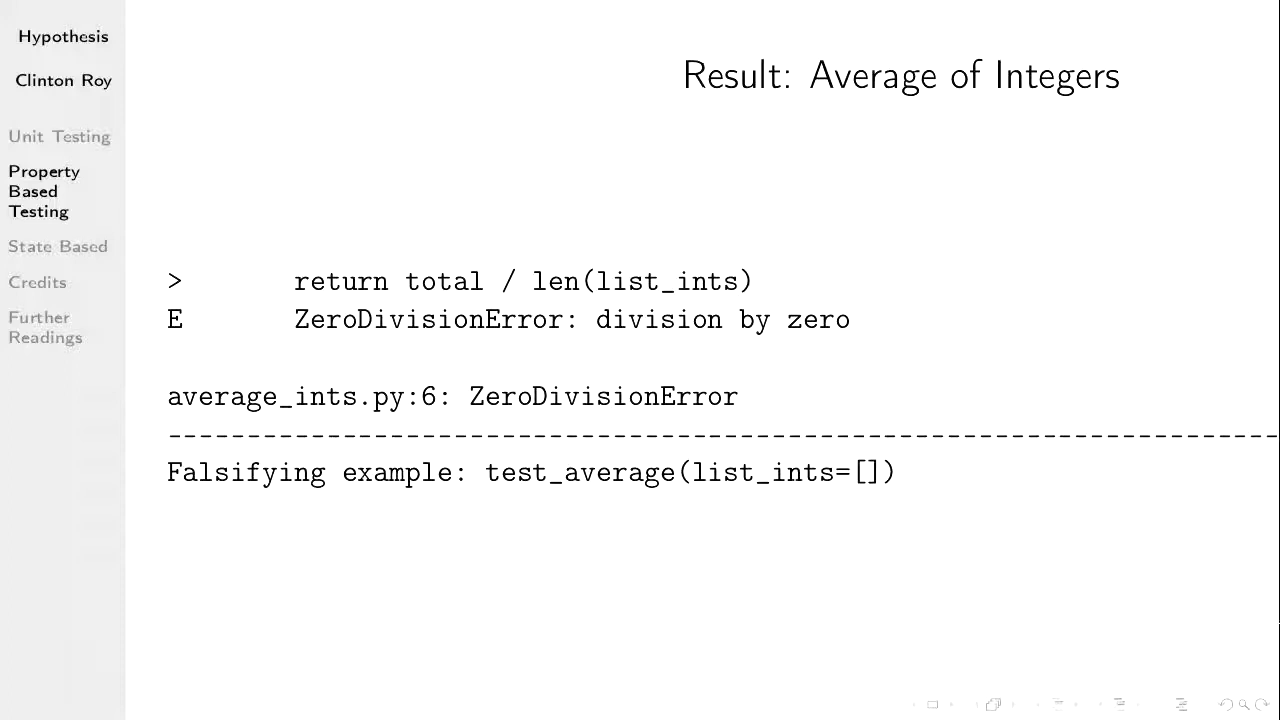 Hypothesis
Clinton Roy
Unit Testing
Property
Based
Testing
State Based
Credits
Further
Readings
Result: Average of Integers
>       return total / len(list_ints)
E       ZeroDivisionError: division by zero
average_ints.py:6: ZeroDivisionError
----------------------------------------------------------------------
Falsifying example: test_average(list_ints=[])